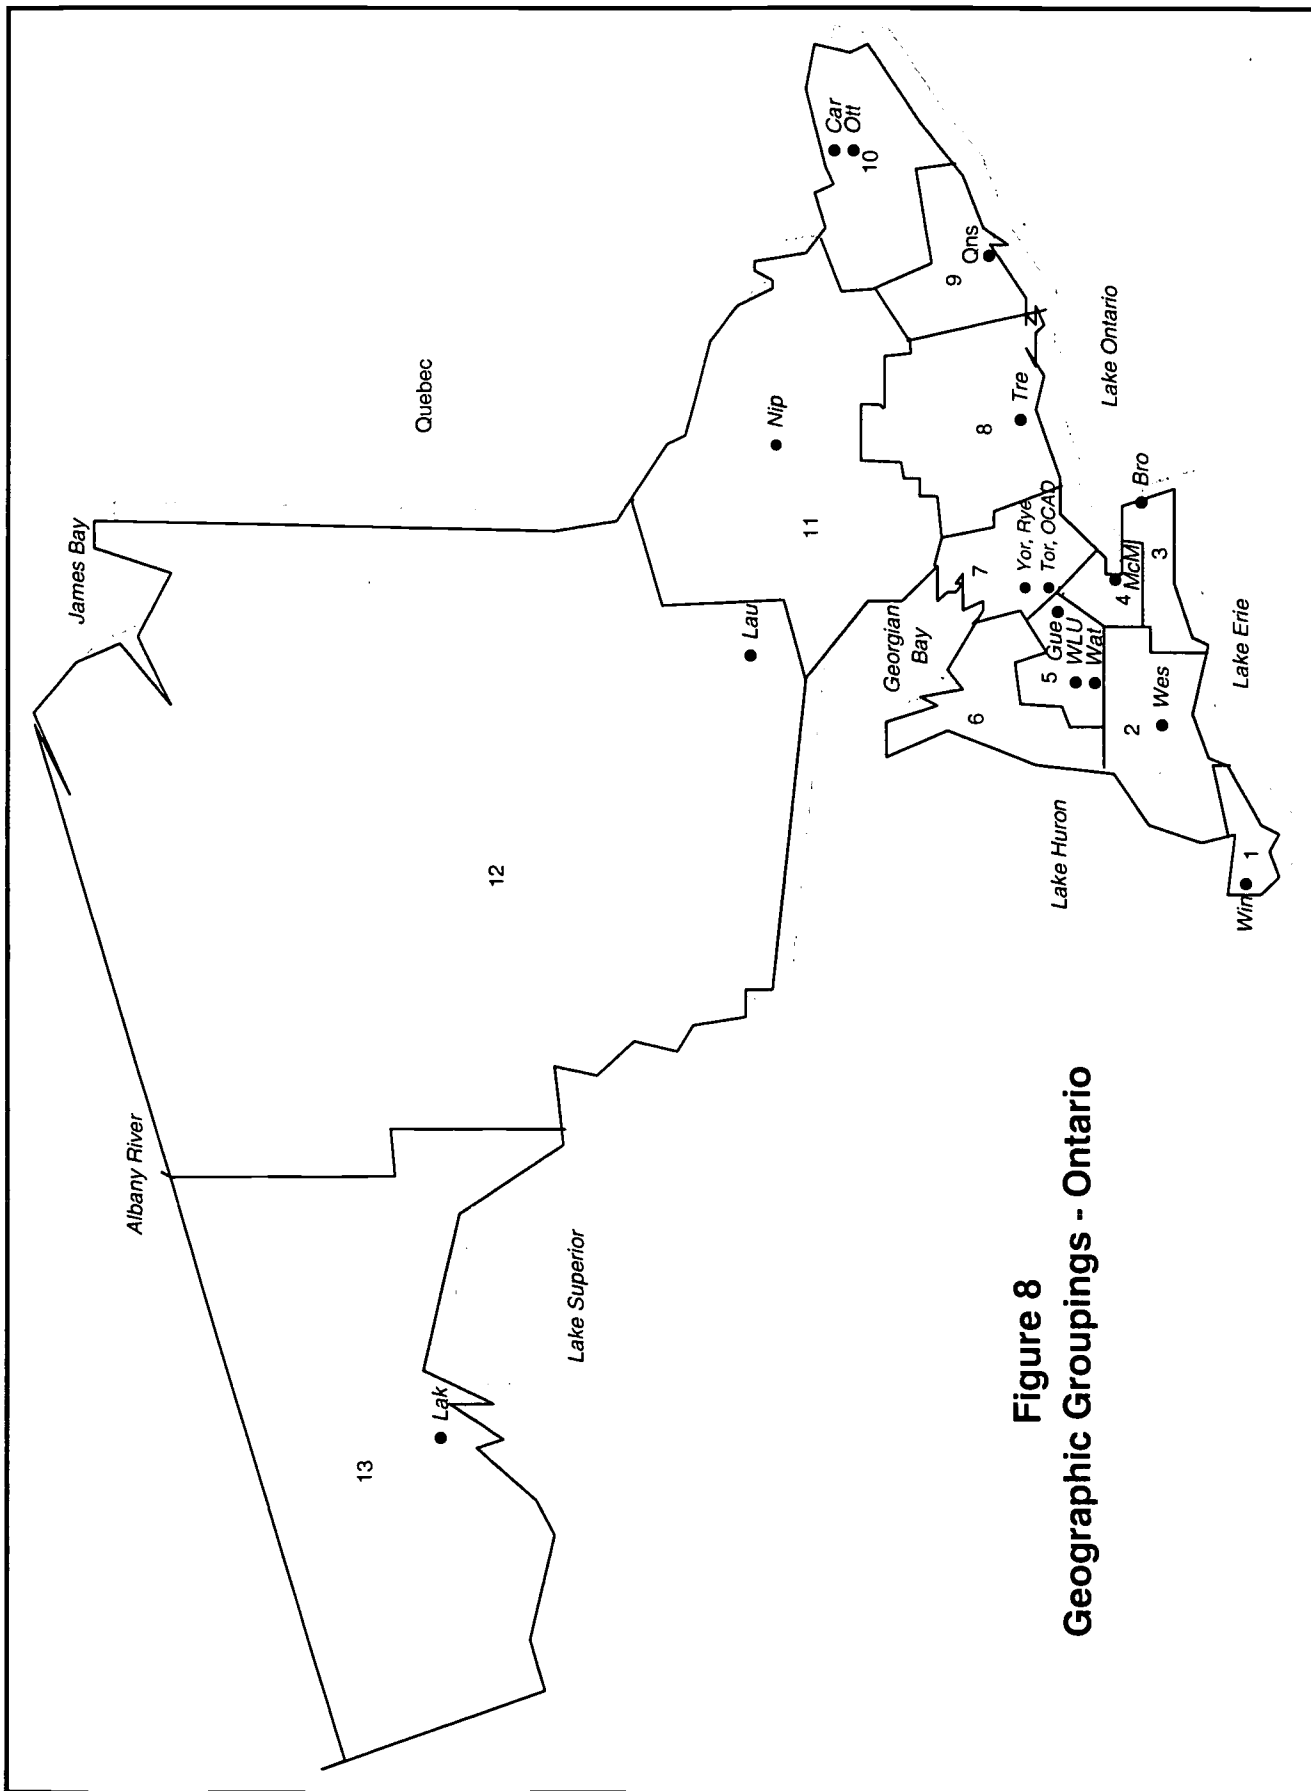 James Bay
Albany River
Quebec
12
13
Lak
Lake Superior
Lau
Nip
11
Car
Ott
10
Georgian
Bay
9
Qns
8
Tre
7
Yor, Rye
Tor, OCAD
6
5
Gue
WLU
Wat
4
McM
Bro
3
Lake Ontario
Lake Huron
2
Wes
Lake Erie
1
Win
Figure 8
Geographic Groupings - Ontario